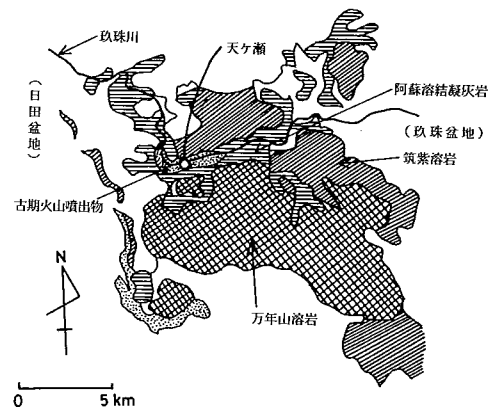 玖珠川
天ヶ瀬
阿蘇溶結凝灰岩
(日田盆地)
(玖珠盆地)
筑紫溶岩
古期火山噴出物
N
万年山溶岩
0 5 km